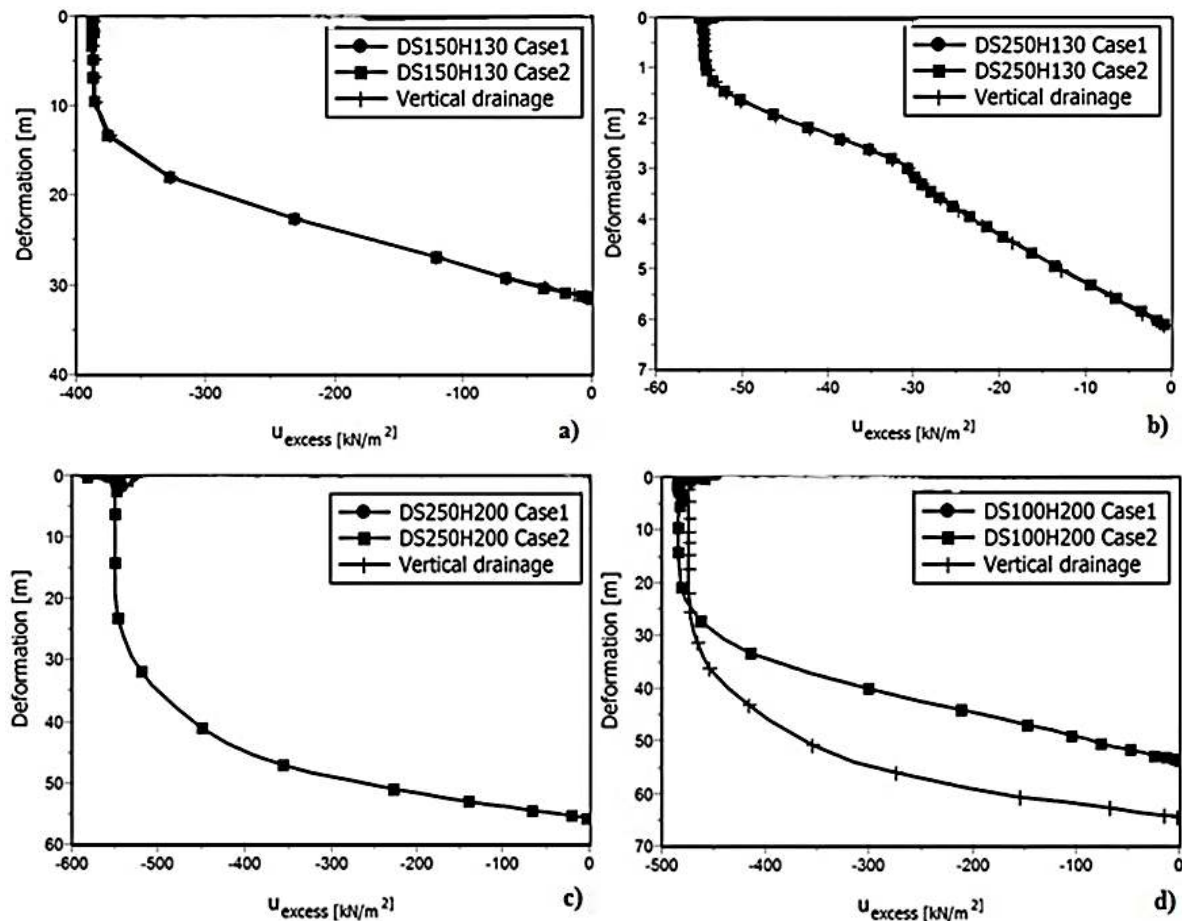 0
10
20
30
40
Deformation [m]
DS150H130 Case1
DS150H130 Case2
Vertical drainage
-400
-300
-200
-100
0
u excess [kN/m²]
a)
0
1
2
3
4
5
6
7
Deformation [m]
DS250H130 Case1
DS250H130 Case2
Vertical drainage
-60
-50
-40
-30
-20
-10
0
u excess [kN/m²]
b)
0
10
20
30
40
50
60
Deformation [m]
DS250H200 Case1
DS250H200 Case2
Vertical drainage
-600
-500
-400
-300
-200
-100
0
u excess [kN/m²]
c)
0
10
20
30
40
50
60
70
Deformation [m]
DS100H200 Case1
DS100H200 Case2
Vertical drainage
-500
-400
-300
-200
-100
0
u excess [kN/m²]
d)